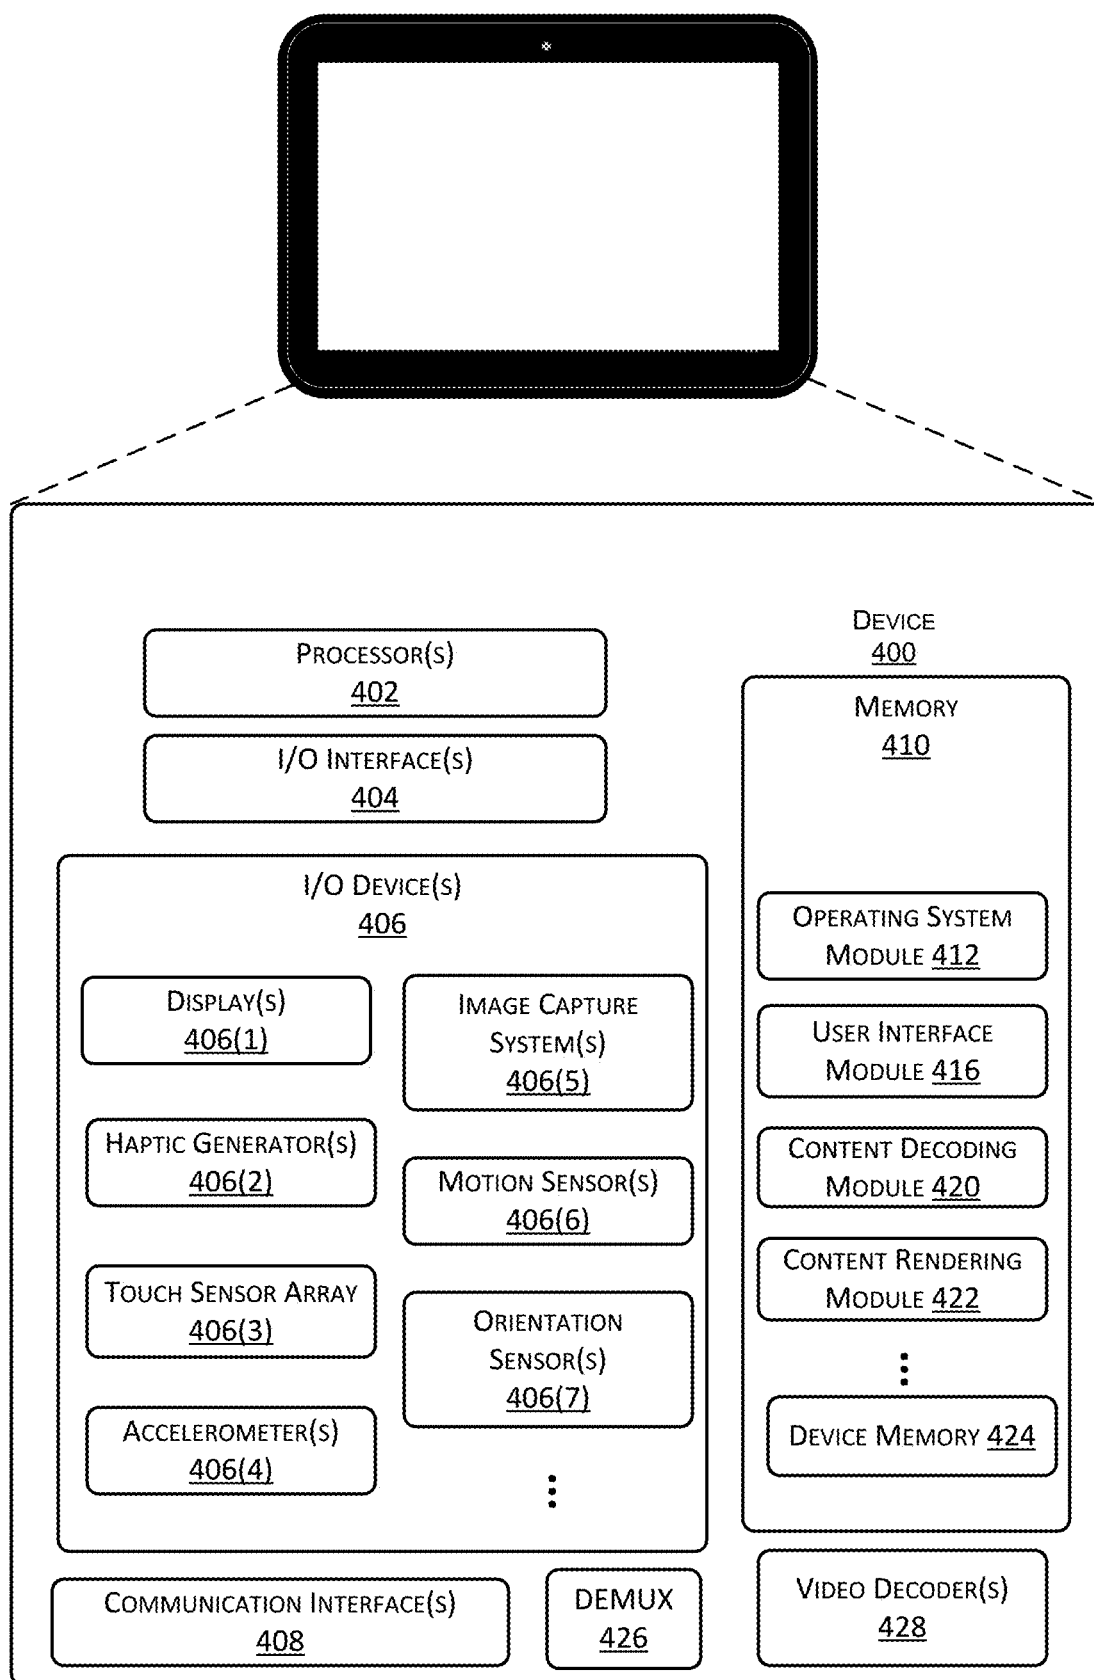 DEVICE
400
PROCESSOR(S)
402
I/O INTERFACE(S)
404
I/O DEVICE(S)
406
DISPLAY(S)
406(1)
HAPTIC GENERATOR(S)
406(2)
TOUCH SENSOR ARRAY
406(3)
ACCELEROMETER(S)
406(4)
IMAGE CAPTURE
SYSTEM(S)
406(5)
MOTION SENSOR(S)
406(6)
ORIENTATION
SENSOR(S)
406(7)
MEMORY
410
OPERATING SYSTEM
MODULE 412
USER INTERFACE
MODULE 416
CONTENT DECODING
MODULE 420
CONTENT RENDERING
MODULE 422
DEVICE MEMORY 424
COMMUNICATION INTERFACE(S)
408
DEMUX
426
VIDEO DECODER(S)
428